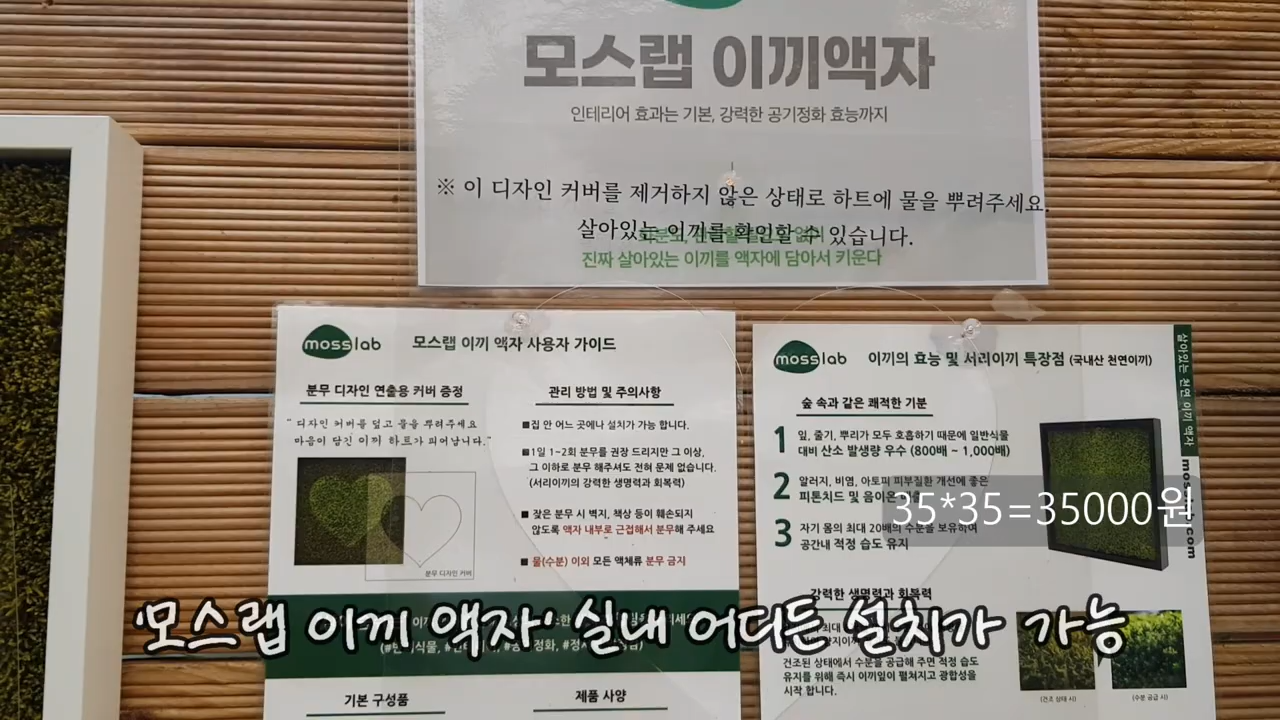 모스랩 이끼액자
인테리어 효과는 기본, 강력한 공기정화 효능까지
※ 이 디자인 커버를 제거하지 않은 상태로 하트에 물을 뿌려주세요.
살아있는 이끼를 확인할 수 있습니다.
진짜 살아있는 이끼를 액자에 담아서 키운다
mosslab 모스랩 이끼 액자 사용자 가이드
분무 디자인 연출용 커버 증정
" 디자인 커버를 덮고 물을 뿌려주세요
마음이 담긴 이끼 하트가 피어납니다."
분무 디자인 커버
관리 방법 및 주의사항
■집 안 어느 곳에나 설치가 가능 합니다.
■1일 1~2회 분무를 권장 드리지만 그 이상,
그 이하로 분무 해주셔도 전혀 문제 없습니다.
(서리이끼의 강력한 생명력과 회복력)
■ 잦은 분무 시 벽지, 책상 등이 훼손되지
않도록 액자 내부로 근접해서 분무해 주세요
■ 물(수분) 이외 모든 액체류 분무 금지
기본 구성품
제품 사양
mosslab 이끼의 효능 및 서리이끼 특장점 (국내산 천연이끼)
숲 속과 같은 쾌적한 기분
1 잎, 줄기, 뿌리가 모두 호흡하기 때문에 일반식물
대비 산소 발생량 우수 (800배 ~ 1,000배)
2 알러지, 비염, 아토피 피부질환 개선에 좋은
피톤치드 및 음이온
3 자기 몸의 최대 20배의 수분을 보유하여
공간내 적정 습도 유지
강력한 생명력과 회복력
건조된 상태에서 수분을 공급해 주면 적정 습도
유지를 위해 즉시 이끼잎이 펼쳐지고 광합성을
시작 합니다.
(건조 상태 시)
(수분 공급 시)
살아있는 천연 이끼 액자
35*35=35000원
'모스랩 이끼 액자' 실내 어디든 설치가 가능